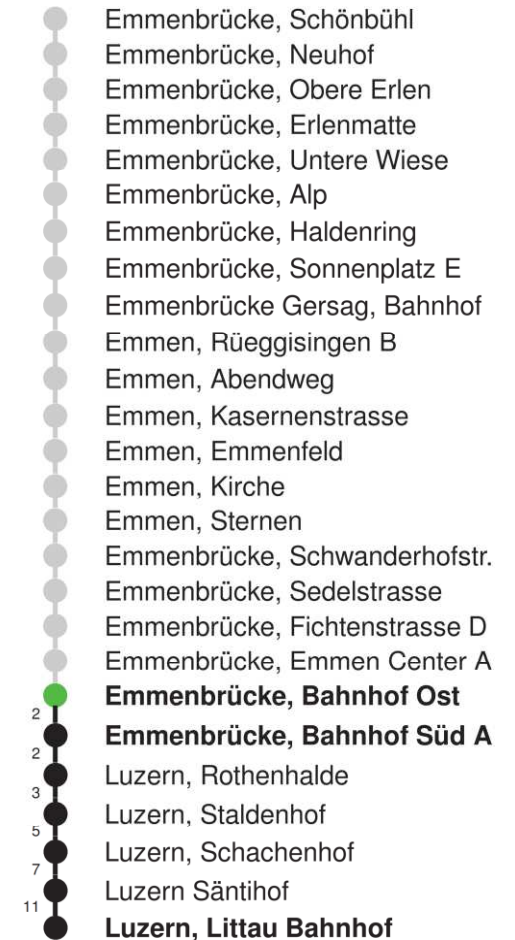 Emmenbrücke, Schönbühl
Emmenbrücke, Neuhof
Emmenbrücke, Obere Erlen
Emmenbrücke, Erlenmatte
Emmenbrücke, Untere Wiese
Emmenbrücke, Alp
Emmenbrücke, Haldenring
Emmenbrücke, Sonnenplatz E
Emmenbrücke Gersag, Bahnhof
Emmen, Rüeggisingen B
Emmen, Abendweg
Emmen, Kasernenstrasse
Emmen, Emmenfeld
Emmen, Kirche
Emmen, Sternen
Emmenbrücke, Schwanderhofstr.
Emmenbrücke, Sedelstrasse
Emmenbrücke, Fichtenstrasse D
Emmenbrücke, Emmen Center A
Emmenbrücke, Bahnhof Ost
2 Emmenbrücke, Bahnhof Süd A
2 Luzern, Rothenhalde
3 Luzern, Staldenhof
5 Luzern, Schachenhof
7 Luzern Säntihof
11 Luzern, Littau Bahnhof